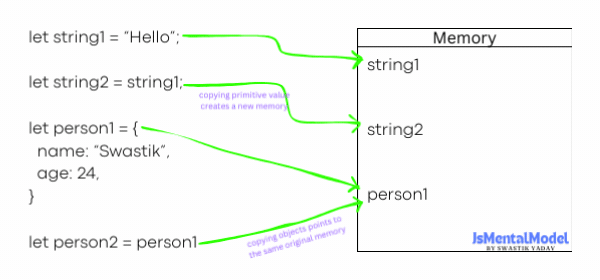 let string1 = "Hello";
let string2 = string1;
copying primitive value
creates a new memory
let person1 = {
name: "Swastik",
age: 24,
}
let person2 = person1
copying objects points to
the same original memory
Memory
string1
string2
person1
JsMentalModel
BY SWASTIK YADAV